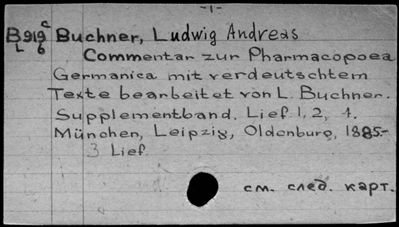 -1-
B919c Buchner, Ludwig Andreas
L 6 Commentar zur Pharmacopoea
Germanica mit verdeutschtem
Texte bearbeitet von L. Buchner.
Supplementband. Lief. 1, 2, 4.
München, Leipzig, Oldenburg, 1885.-
3 Lief.
см. след. карт.